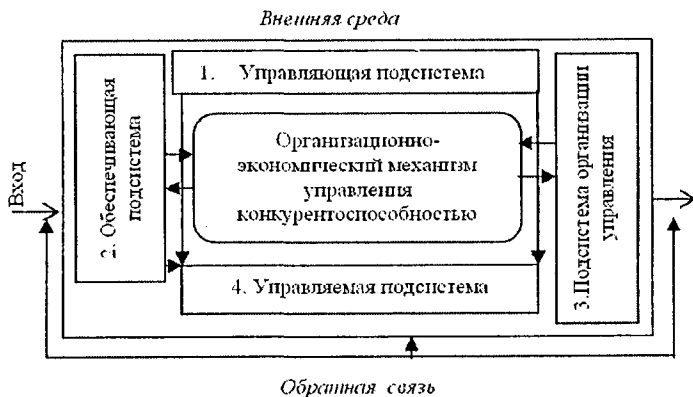 Внешняя среда
1. Управляющая подсистема
Вход
2. Обеспечивающая
подсистема
Организационно-
экономический механизм
управления
конкурентоспособностью
3.Подсистема организации
управления
4. Управляемая подсистема
Обратная связь